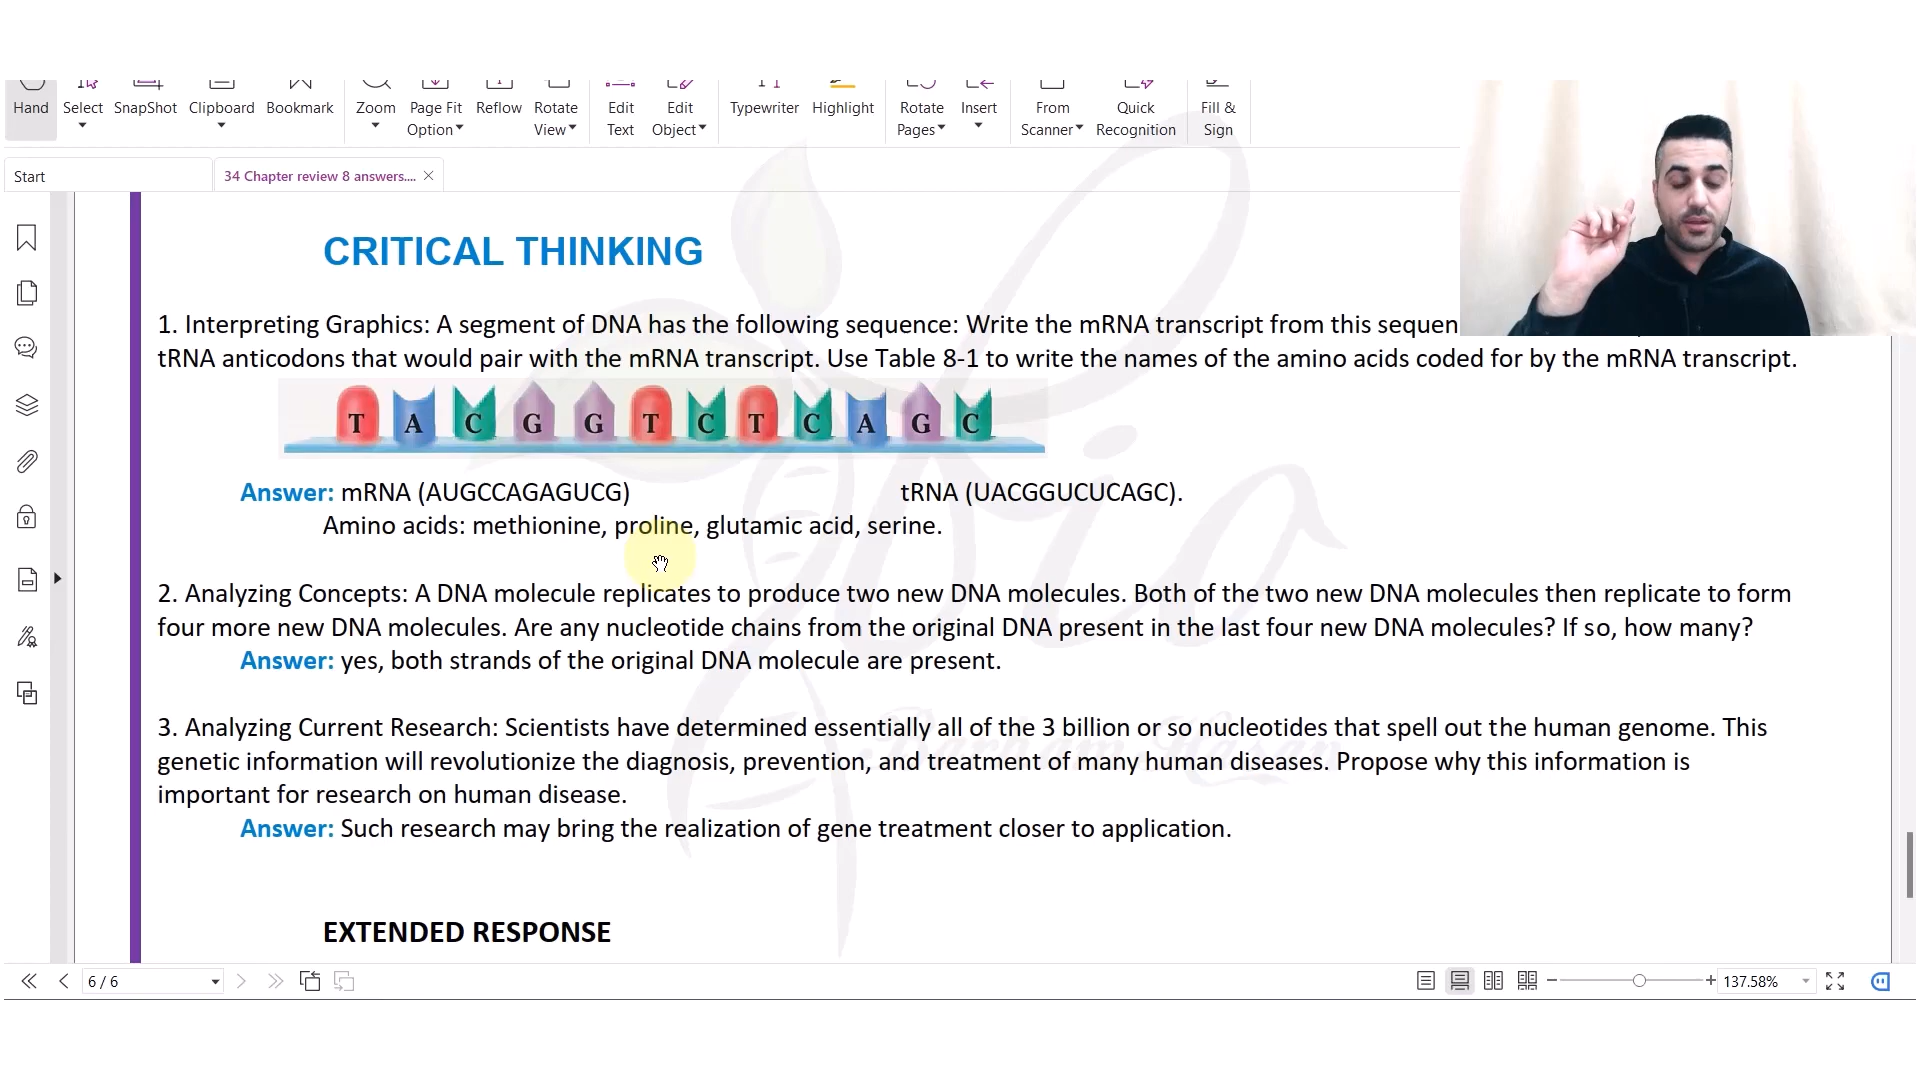 Hand
Select
SnapShot
Clipboard
Bookmark
Zoom
Page Fit
Option
Reflow
Rotate
View
Edit
Text
Edit
Object
Typewriter
Highlight
Rotate
Pages
Insert
From
Scanner
Quick
Recognition
Fill &
Sign
Start
34 Chapter review 8 answers....
CRITICAL THINKING
1. Interpreting Graphics: A segment of DNA has the following sequence: Write the mRNA transcript from this sequen
tRNA anticodons that would pair with the mRNA transcript. Use Table 8-1 to write the names of the amino acids coded for by the mRNA transcript.
T A C G G T C T C A G C
Answer: mRNA (AUGCCAGAGUCG) tRNA (UACGGUCUCAGC).
Amino acids: methionine, proline, glutamic acid, serine.
2. Analyzing Concepts: A DNA molecule replicates to produce two new DNA molecules. Both of the two new DNA molecules then replicate to form
four more new DNA molecules. Are any nucleotide chains from the original DNA present in the last four new DNA molecules? If so, how many?
Answer: yes, both strands of the original DNA molecule are present.
3. Analyzing Current Research: Scientists have determined essentially all of the 3 billion or so nucleotides that spell out the human genome. This
genetic information will revolutionize the diagnosis, prevention, and treatment of many human diseases. Propose why this information is
important for research on human disease.
Answer: Such research may bring the realization of gene treatment closer to application.
EXTENDED RESPONSE
6 / 6
137.58%